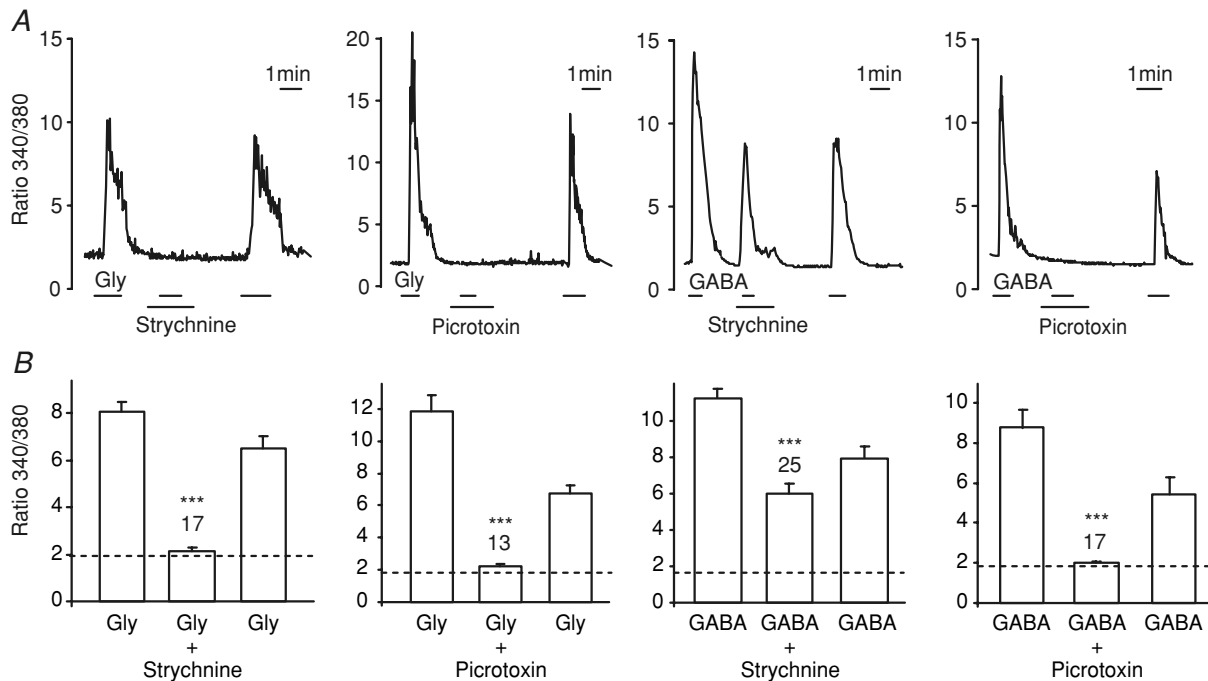 A
Ratio 340/380
15
10
5
0
1min
Gly
Strychnine
20
15
10
5
0
1min
Gly
Picrotoxin
15
10
5
0
1min
GABA
Strychnine
15
10
5
0
1min
GABA
Picrotoxin
B
Ratio 340/380
8
6
4
2
0
***
17
Gly
Gly
+
Strychnine
Gly
12
10
8
6
4
2
0
***
13
Gly
Gly
+
Picrotoxin
Gly
10
8
6
4
2
0
***
25
GABA
GABA
+
Strychnine
GABA
10
8
6
4
2
0
***
17
GABA
GABA
+
Picrotoxin
GABA